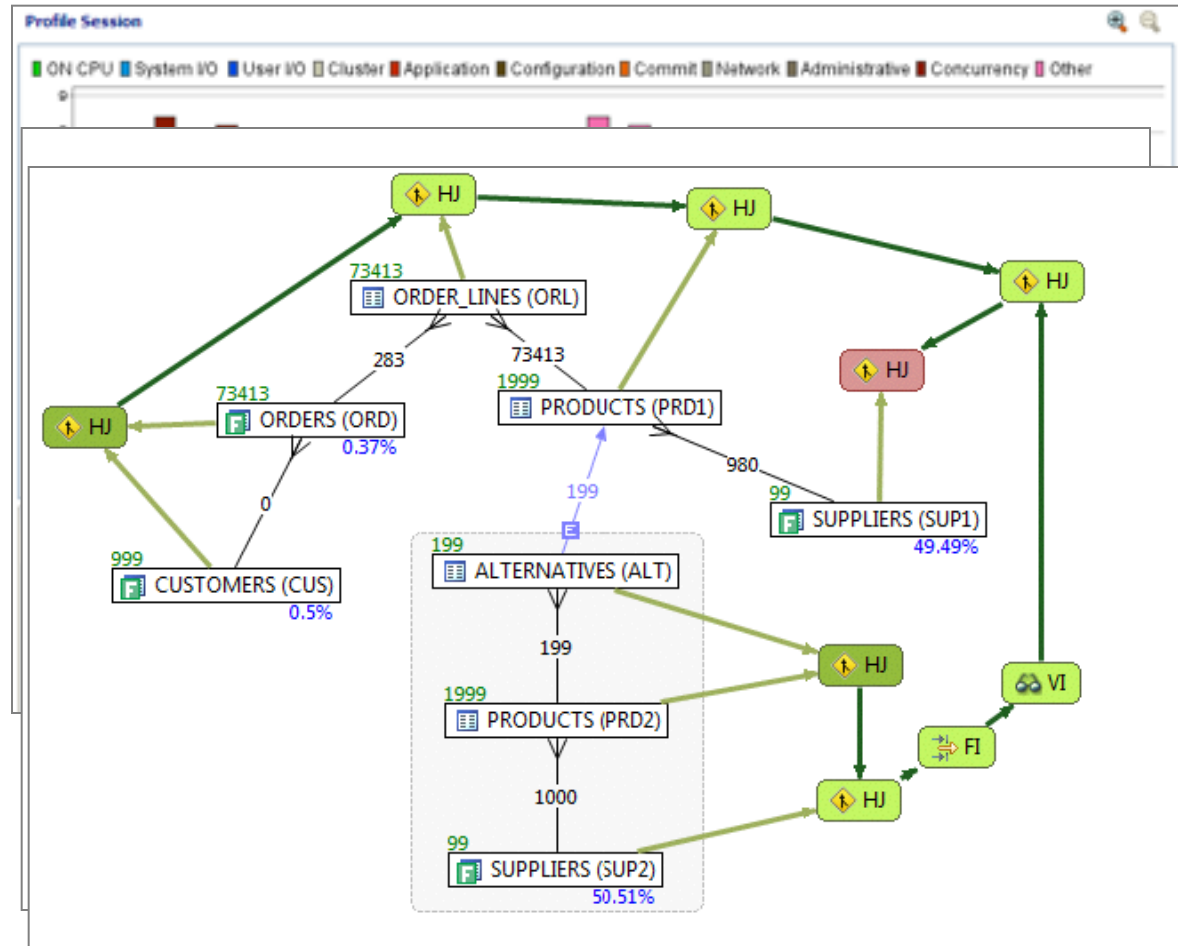 Profile Session
ON CPU System I/O User I/O Cluster Application Configuration Commit Network Administrative Concurrency Other
9
HJ
HJ
73413
HJ
ORDER_LINES (ORL)
283
73413
HJ
73413
1999
ORDERS (ORD)
PRODUCTS (PRD1)
HJ
0.37%
980
0
199
99
SUPPLIERS (SUP1)
E
49.49%
999
199
CUSTOMERS (CUS)
ALTERNATIVES (ALT)
0.5%
199
HJ
1999
VI
PRODUCTS (PRD2)
FI
1000
HJ
99
SUPPLIERS (SUP2)
50.51%